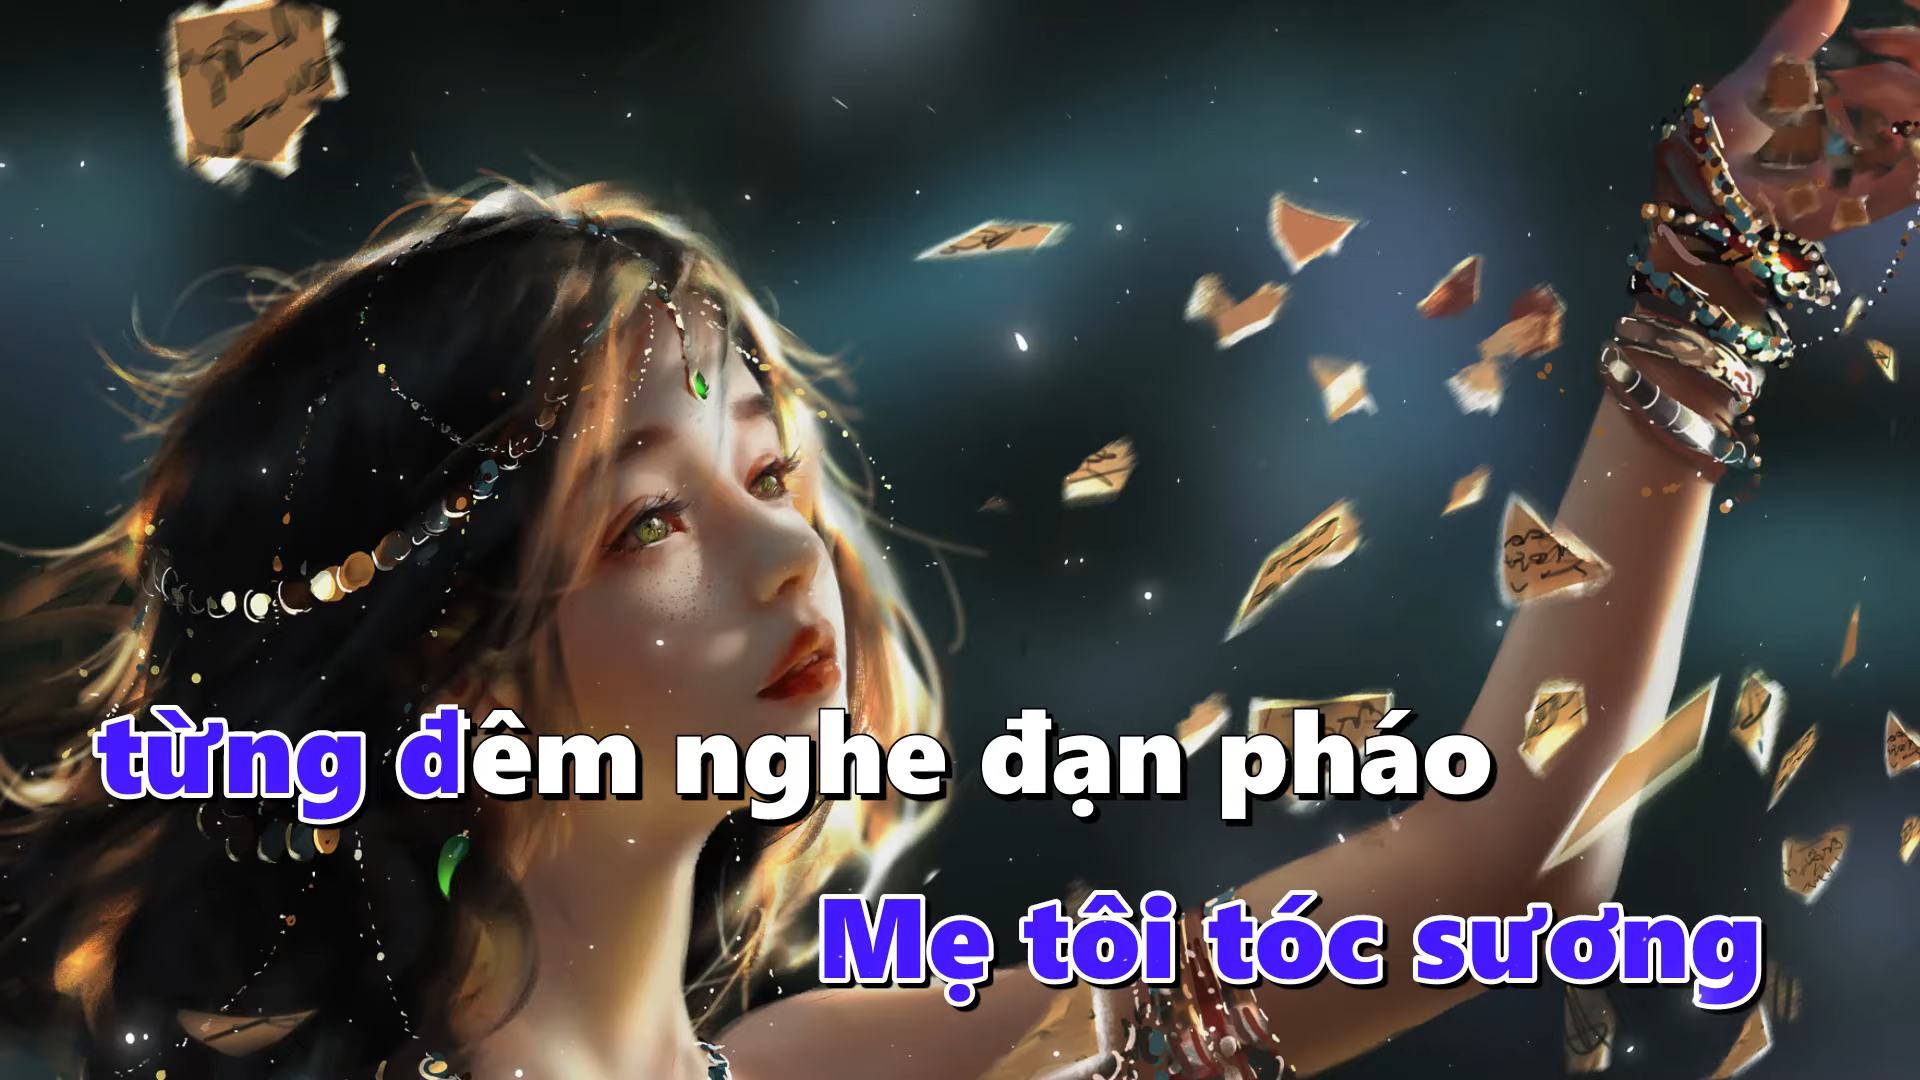 từng đêm nghe đạn pháo
Mẹ tôi tóc sương